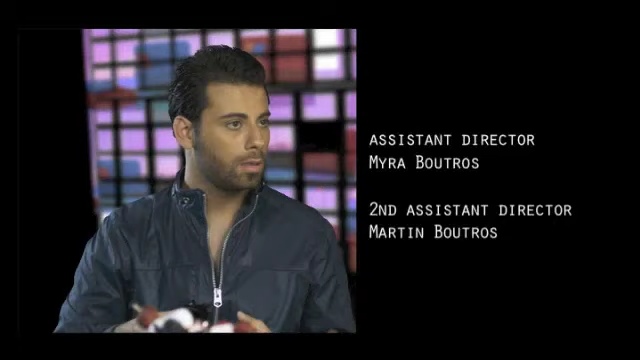 ASSISTANT DIRECTOR
MYRA BOUTROS
2ND ASSISTANT DIRECTOR
MARTIN BOUTROS